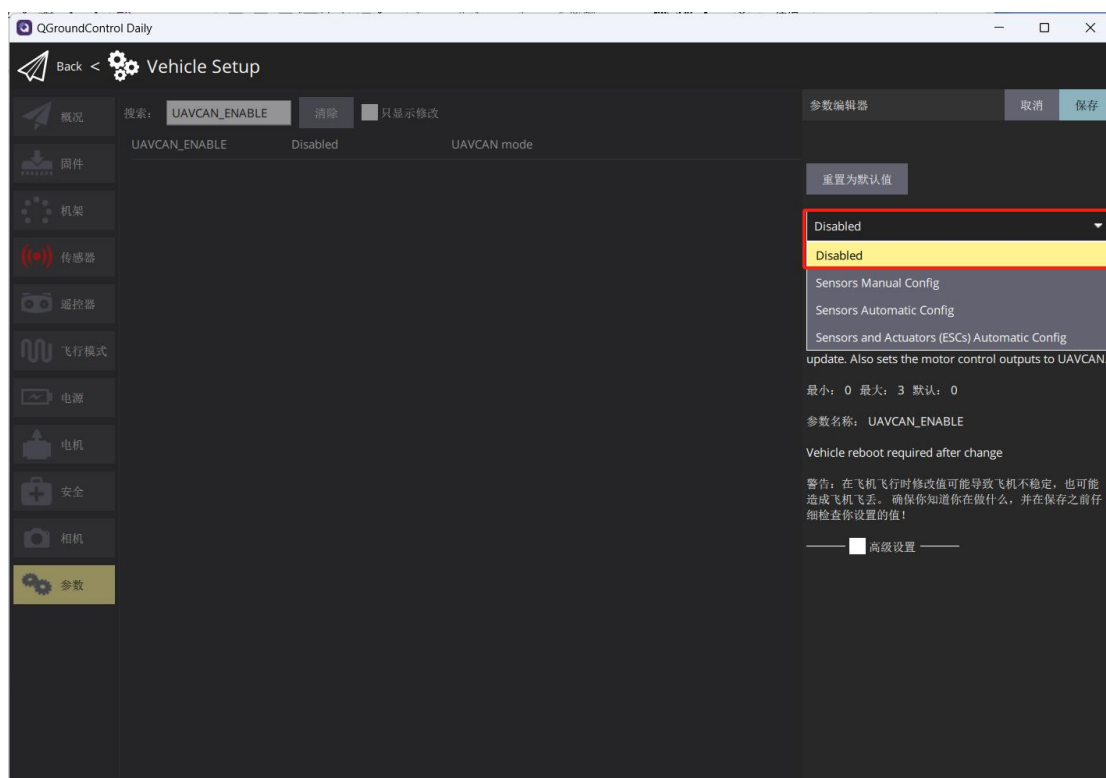 QGroundControl Daily
Back < Vehicle Setup
概况
固件
机架
传感器
遥控器
飞行模式
电源
电机
安全
相机
参数
搜索： UAVCAN_ENABLE 清除 只显示修改
UAVCAN_ENABLE Disabled UAVCAN mode
参数编辑器 取消 保存
重置为默认值
Disabled
Disabled
Sensors Manual Config
Sensors Automatic Config
Sensors and Actuators (ESCs) Automatic Config
update. Also sets the motor control outputs to UAVCAN.
最小： 0 最大： 3 默认： 0
参数名称： UAVCAN_ENABLE
Vehicle reboot required after change
警告：在飞机飞行时修改值可能导致飞机不稳定，也可能
造成飞机飞丢。 确保你知道你在做什么，并在保存之前仔
细检查你设置的值！
高级设置